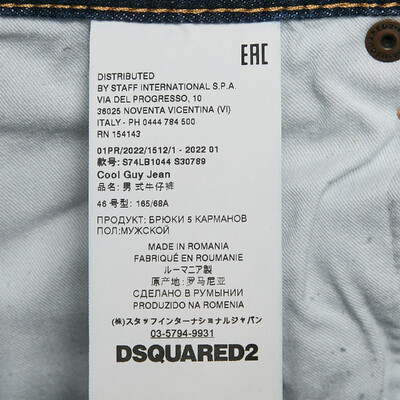 EAC
DISTRIBUTED
BY STAFF INTERNATIONAL S.P.A.
VIA DEL PROGRESSO, 10
36025 NOVENTA VICENTINA (VI)
ITALY - PH 0444 784 500
RN 154143
01PR/2022/1512/1 - 2022 01
款号: S74LB1044 S30789
Cool Guy Jean
品名: 男 式牛仔裤
46 号型: 165/68A
ПРОДУКТ: БРЮКИ 5 КАРМАНОВ
ПОЛ:МУЖСКОЙ
MADE IN ROMANIA
FABRIQUÉ EN ROUMANIE
ルーマニア製
原产地: 罗马尼亚
СДЕЛАНО В РУМЫНИИ
PRODUZIDO NA ROMENIA
(株)スタッフインターナショナルジャパン
03-5794-9931
DSQUARED2